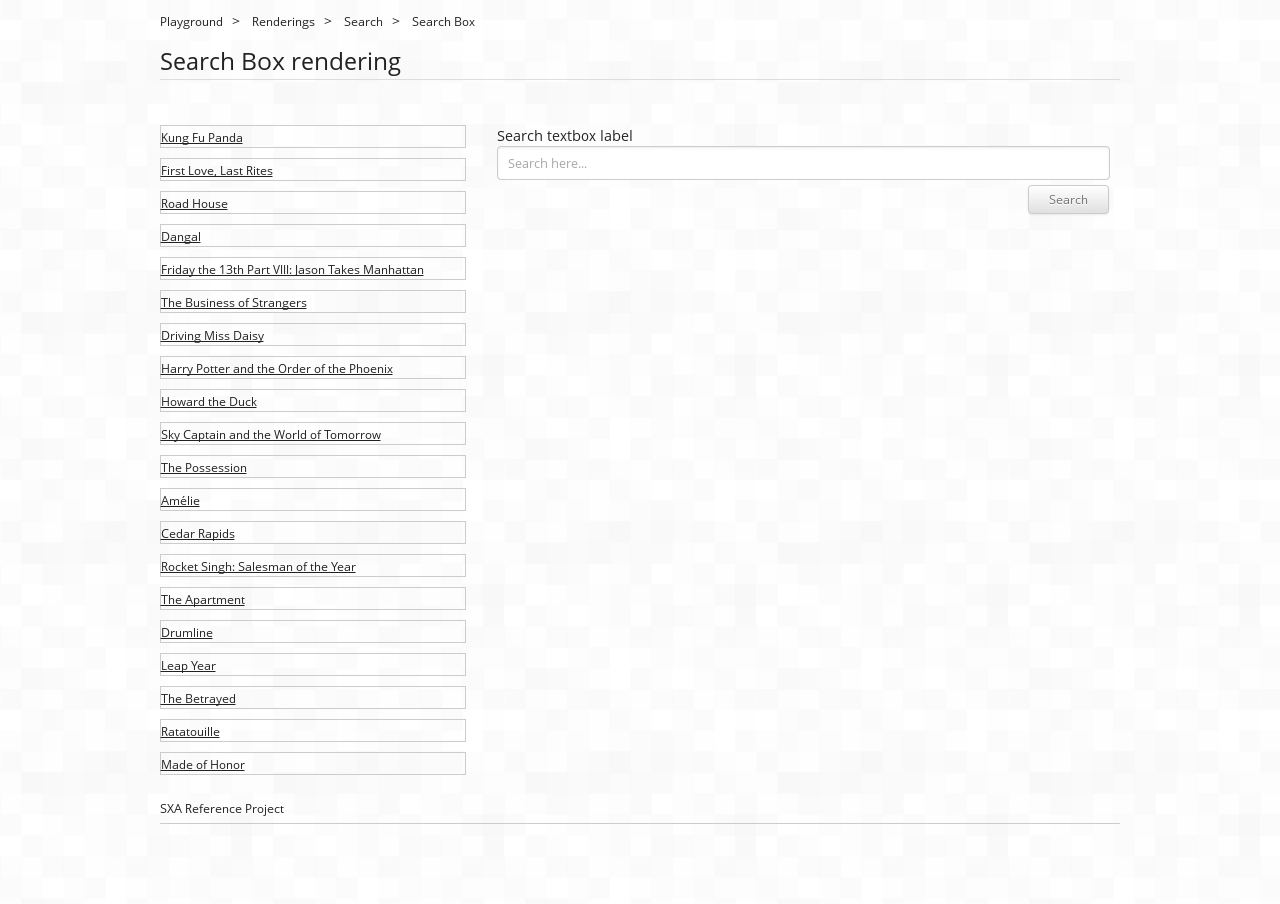 Playground > Renderings > Search > Search Box
Search Box rendering
Kung Fu Panda
First Love, Last Rites
Road House
Dangal
Friday the 13th Part VIII: Jason Takes Manhattan
The Business of Strangers
Driving Miss Daisy
Harry Potter and the Order of the Phoenix
Howard the Duck
Sky Captain and the World of Tomorrow
The Possession
Amélie
Cedar Rapids
Rocket Singh: Salesman of the Year
The Apartment
Drumline
Leap Year
The Betrayed
Ratatouille
Made of Honor
Search textbox label
Search here...
Search
SXA Reference Project